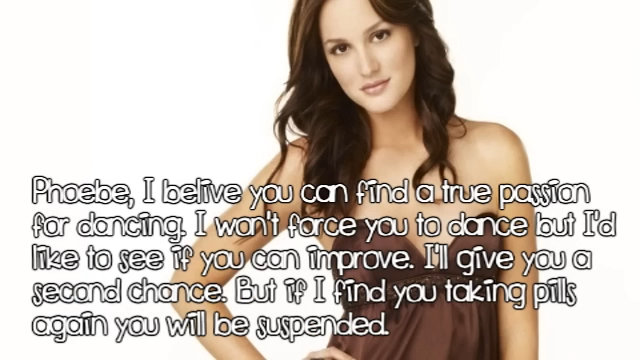 Phoebe, I belive you can find a true passion
for dancing. I won't force you to dance but I'd
like to see if you can improve. I'll give you a
second chance. But if I find you taking pills
again you will be suspended.